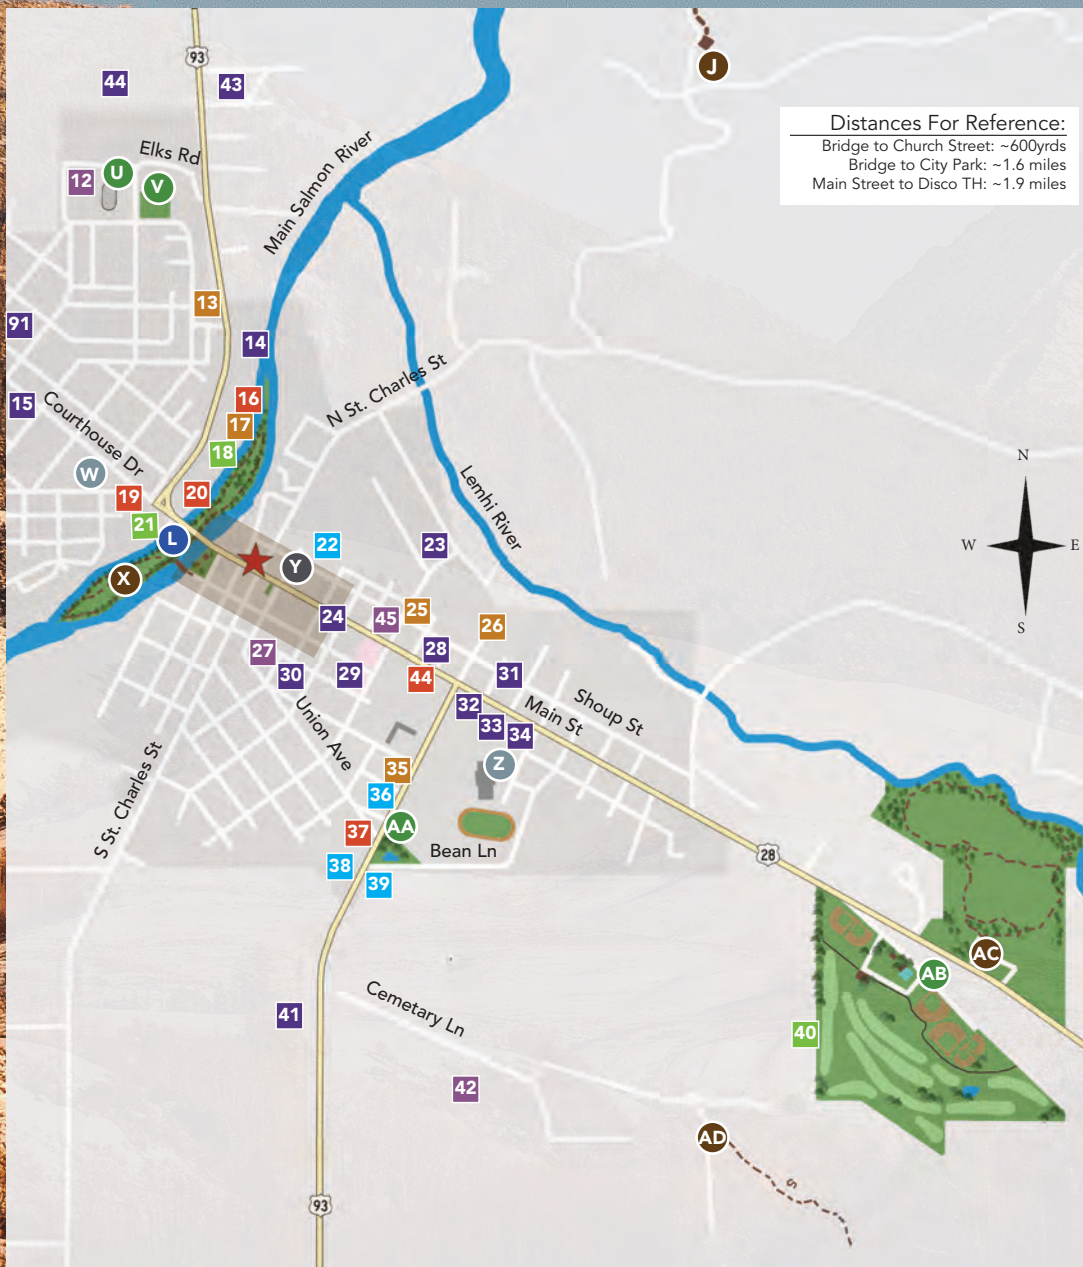 93
44
43
J
Distances For Reference:
Bridge to Church Street: ~600yrds
Bridge to City Park: ~1.6 miles
Main Street to Disco TH: ~1.9 miles
Elks Rd
12
U
V
Main Salmon River
13
91
14
15
16
17
18
Courthouse Dr
N St. Charles St
W
19
20
21
L
X
Y
22
23
Lemhi River
N
W
E
S
24
45
25
26
27
28
29
30
44
31
32
33
34
Main St
Shoup St
Union Ave
Z
35
36
37
AA
Bean Ln
38
39
S St. Charles St
28
AC
AB
40
41
Cemetary Ln
42
AD
S
93